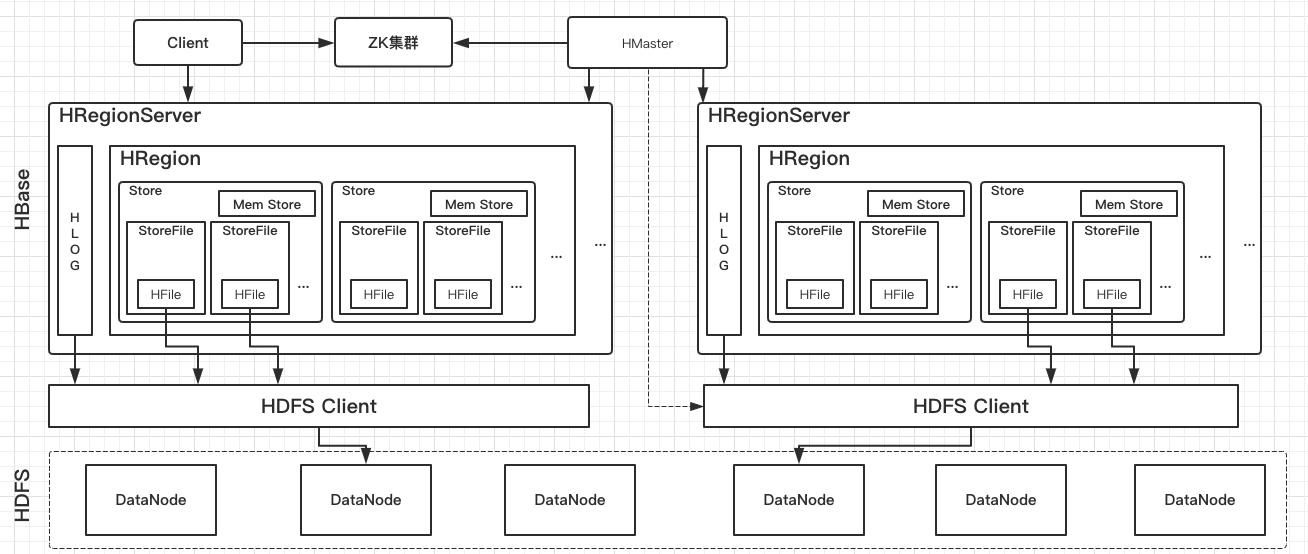 Client
ZK集群
HMaster
HBase
HRegionServer
HLOG
HRegion
Store
Mem Store
StoreFile
HFile
StoreFile
HFile
...
Store
Mem Store
StoreFile
HFile
StoreFile
HFile
...
...
...
HRegionServer
HLOG
HRegion
Store
Mem Store
StoreFile
HFile
StoreFile
HFile
...
Store
Mem Store
StoreFile
HFile
StoreFile
HFile
...
...
...
HDFS Client
HDFS Client
HDFS
DataNode
DataNode
DataNode
DataNode
DataNode
DataNode